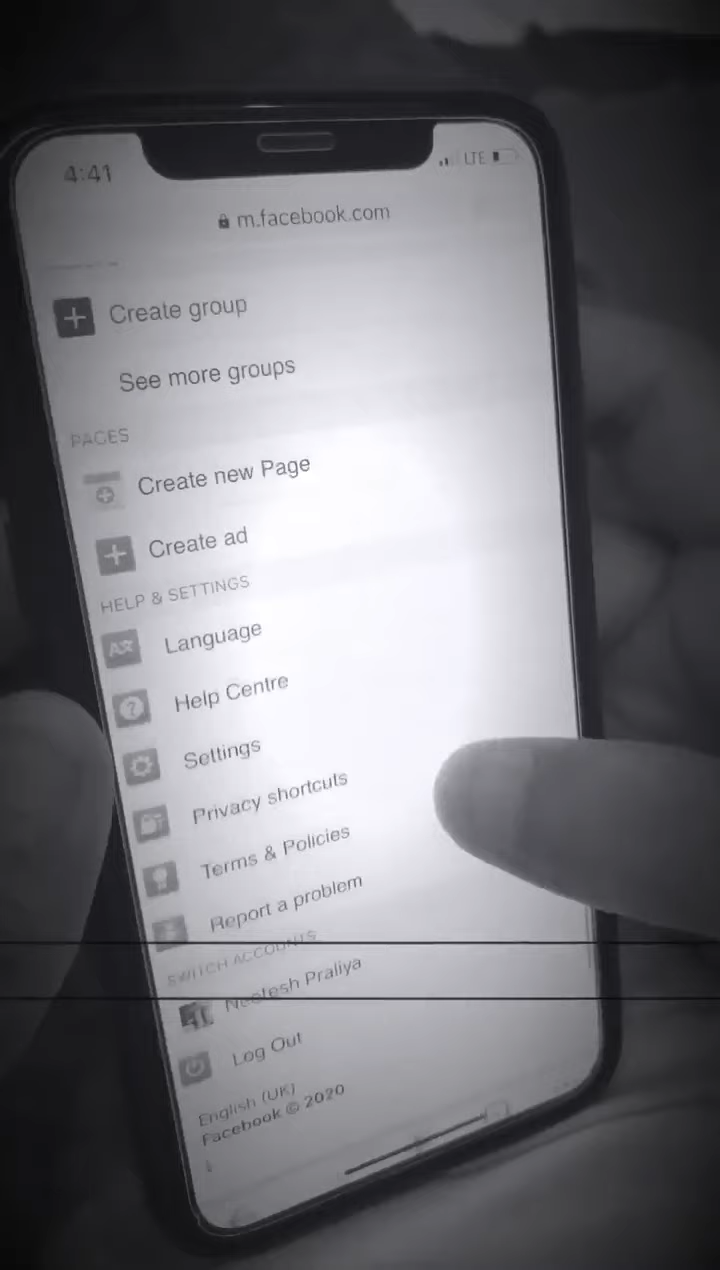 4:41
LTE
m.facebook.com
Create group
See more groups
PAGES
Create new Page
Create ad
HELP & SETTINGS
Language
Help Centre
Settings
Privacy shortcuts
Terms & Policies
Report a problem
SWITCH ACCOUNTS
Neetesh Praliya
Log Out
English (UK)
Facebook © 2020